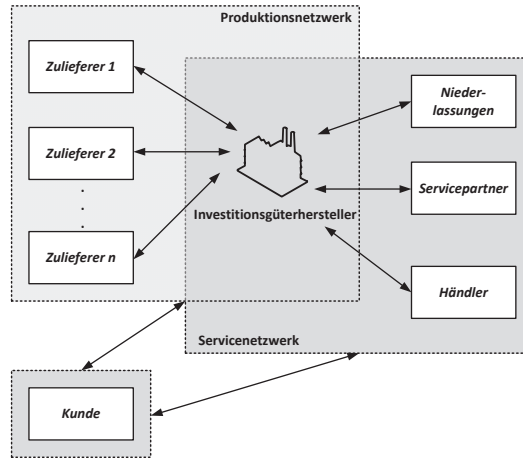 Produktionsnetzwerk
Zulieferer 1
Zulieferer 2
Zulieferer n
Investitionsgüterhersteller
Nieder-
lassungen
Servicepartner
Händler
Servicenetzwerk
Kunde